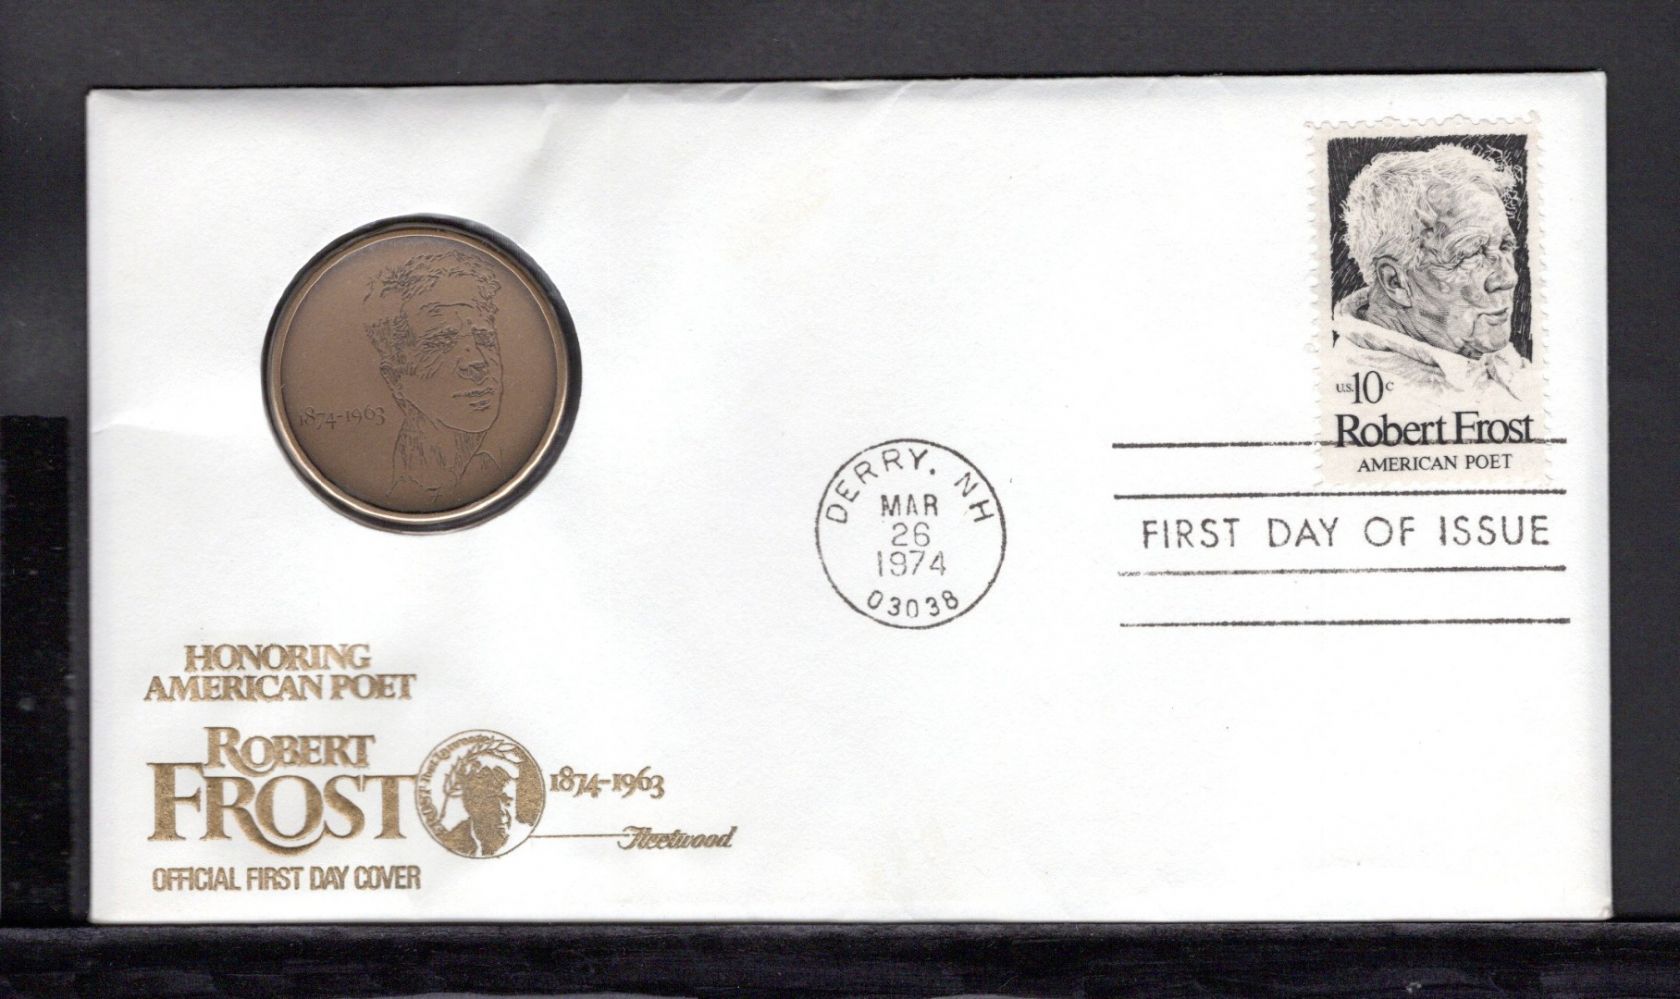 1874-1963
U.S. 10c
Robert Frost
AMERICAN POET
DERRY, NH
MAR
26
1974
03038
FIRST DAY OF ISSUE
HONORING
AMERICAN POET
ROBERT
FROST
1874-1963
Fleetwood
OFFICIAL FIRST DAY COVER